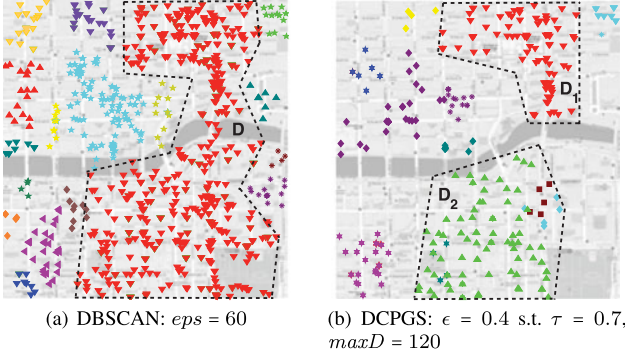 D
D1
D2
(a) DBSCAN: eps = 60
(b) DCPGS: ϵ = 0.4 s.t. τ = 0.7,
maxD = 120